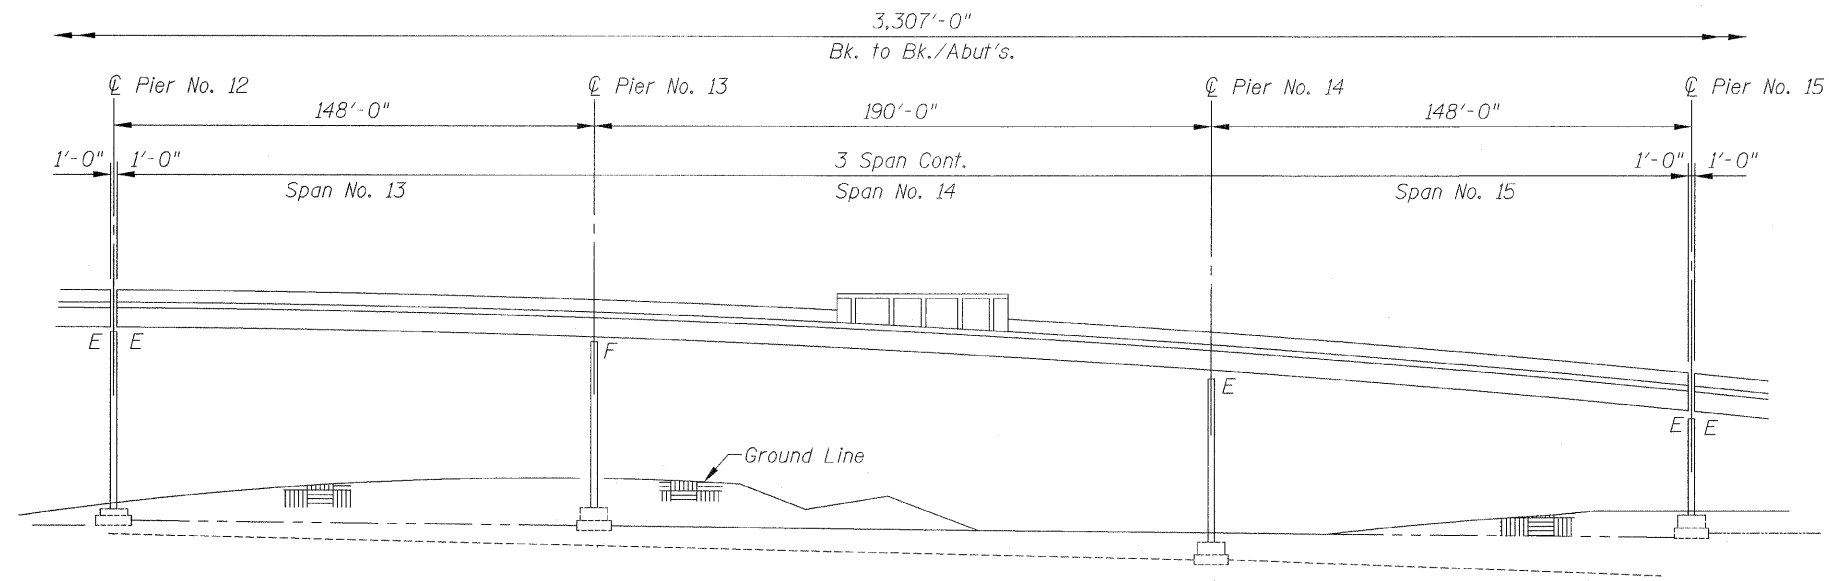 3,307'-0"
Bk. to Bk./Abut's.
℄ Pier No. 12
℄ Pier No. 13
℄ Pier No. 14
℄ Pier No. 15
148'-0"
190'-0"
148'-0"
1'-0"
1'-0"
3 Span Cont.
1'-0"
1'-0"
Span No. 13
Span No. 14
Span No. 15
E
E
F
E
E
E
Ground Line